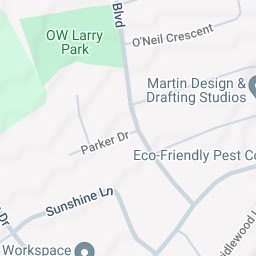 OW Larry
Park
Blvd
O'Neil Crescent
Martin Design &
Drafting Studios
Parker Dr
Eco-Friendly Pest Co
Sunshine Ln
Dr
Workspace